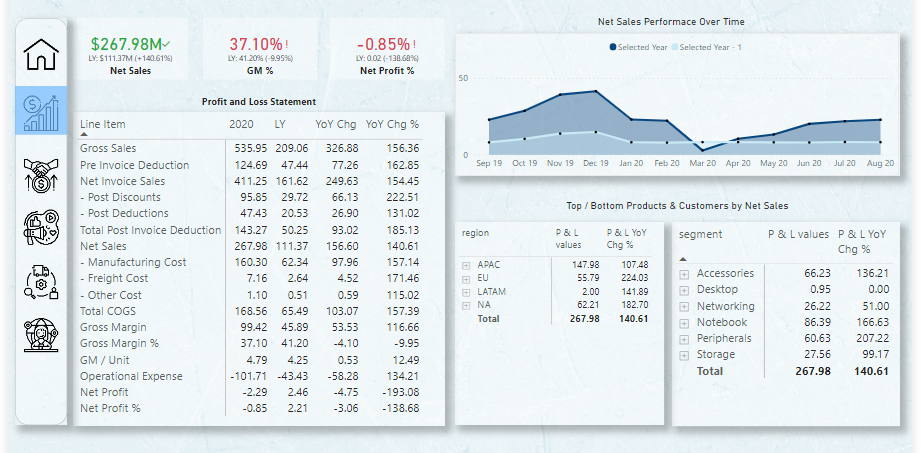 $267.98M✓
LY: $111.37M (+140.61%)
Net Sales
37.10%!
LY: 41.20% (-9.95%)
GM %
-0.85%!
LY: 0.02 (-138.68%)
Net Profit %
Profit and Loss Statement
Line Item 2020 LY YoY Chg YoY Chg %
Gross Sales 535.95 209.06 326.88 156.36
Pre Invoice Deduction 124.69 47.44 77.26 162.85
Net Invoice Sales 411.25 161.62 249.63 154.45
- Post Discounts 95.85 29.72 66.13 222.51
- Post Deductions 47.43 20.53 26.90 131.02
Total Post Invoice Deduction 143.27 50.25 93.02 185.13
Net Sales 267.98 111.37 156.60 140.61
- Manufacturing Cost 160.30 62.34 97.96 157.14
- Freight Cost 7.16 2.64 4.52 171.46
- Other Cost 1.10 0.51 0.59 115.02
Total COGS 168.56 65.49 103.07 157.39
Gross Margin 99.42 45.89 53.53 116.66
Gross Margin % 37.10 41.20 -4.10 -9.95
GM / Unit 4.79 4.25 0.53 12.49
Operational Expense -101.71 -43.43 -58.28 134.21
Net Profit -2.29 2.46 -4.75 -193.08
Net Profit % -0.85 2.21 -3.06 -138.68
Net Sales Performace Over Time
Selected Year Selected Year - 1
50
0
Sep 19 Oct 19 Nov 19 Dec 19 Jan 20 Feb 20 Mar 20 Apr 20 May 20 Jun 20 Jul 20 Aug 20
Top / Bottom Products & Customers by Net Sales
region P & L values P & L YoY Chg %
APAC 147.98 107.48
EU 55.79 224.03
LATAM 2.00 141.89
NA 62.21 182.70
Total 267.98 140.61
segment P & L values P & L YoY Chg %
Accessories 66.23 136.21
Desktop 0.95 0.00
Networking 26.22 51.00
Notebook 86.39 166.63
Peripherals 60.63 207.22
Storage 27.56 99.17
Total 267.98 140.61